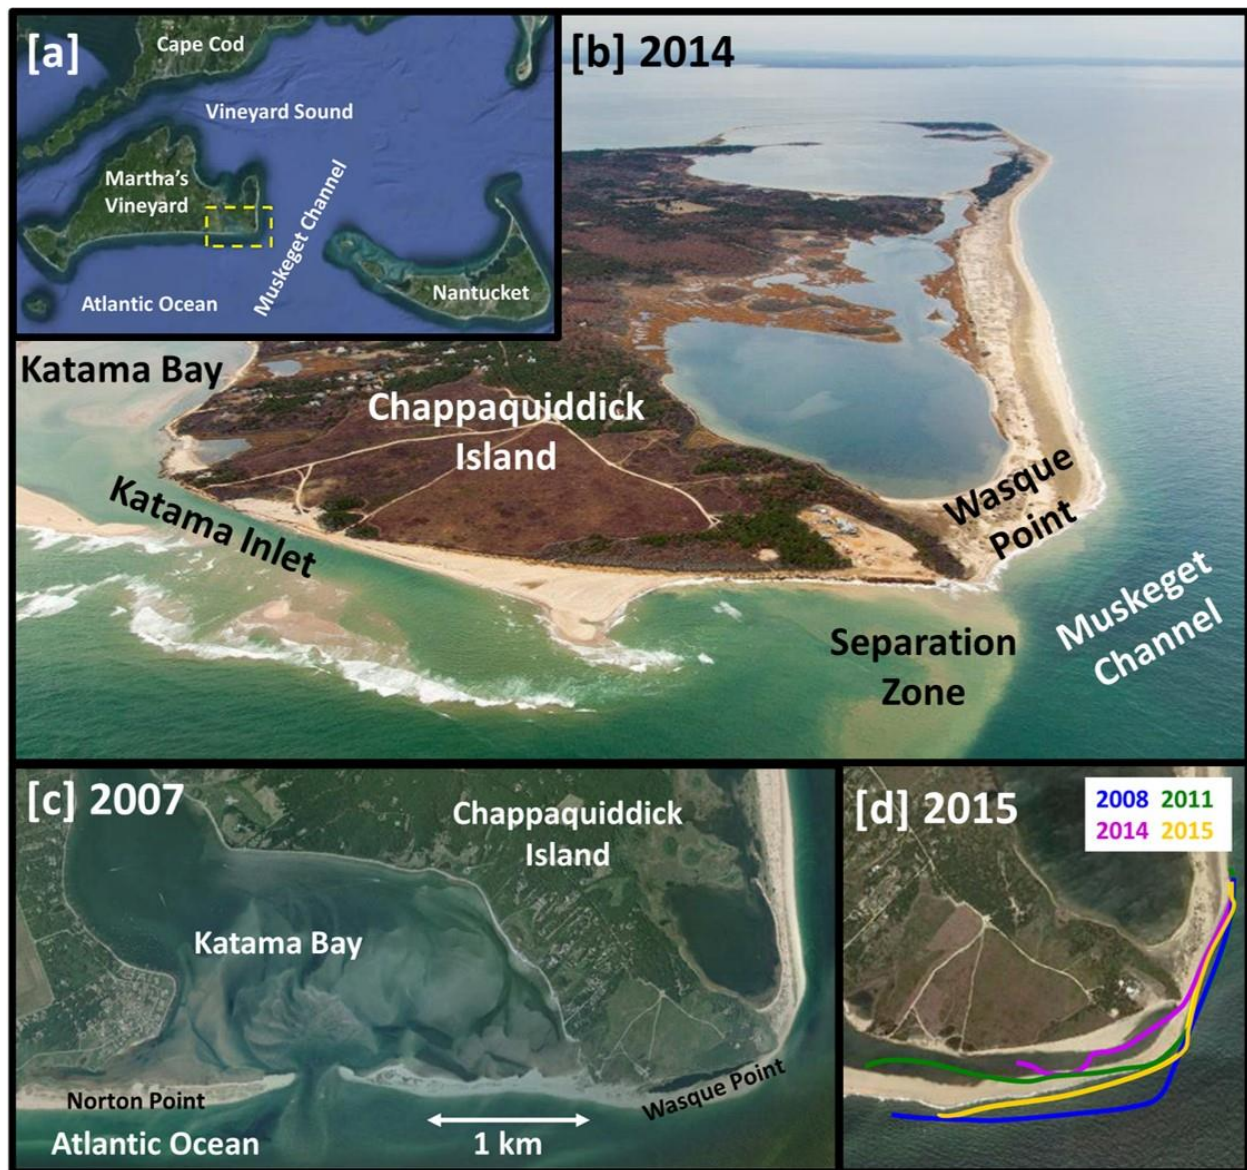 [a]
Cape Cod
Vineyard Sound
Martha's
Vineyard
Muskeget Channel
Atlantic Ocean
Nantucket
[b] 2014
Katama Bay
Chappaquiddick
Island
Katama Inlet
Wasque
Point
Muskeget
Channel
Separation
Zone
[c] 2007
Chappaquiddick
Island
Katama Bay
Norton Point
Wasque Point
Atlantic Ocean
1 km
[d] 2015
2008 2011
2014 2015